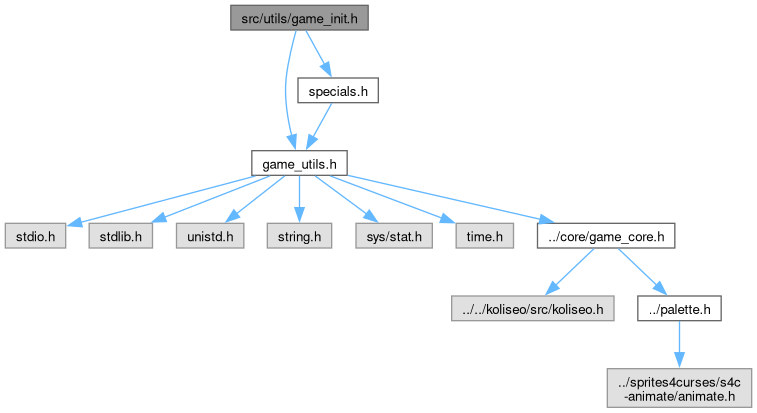 src/utils/game_init.h
specials.h
game_utils.h
stdio.h
stdlib.h
unistd.h
string.h
sys/stat.h
time.h
../core/game_core.h
../../koliseo/src/koliseo.h
../palette.h
../sprites4curses/s4c
-animate/animate.h